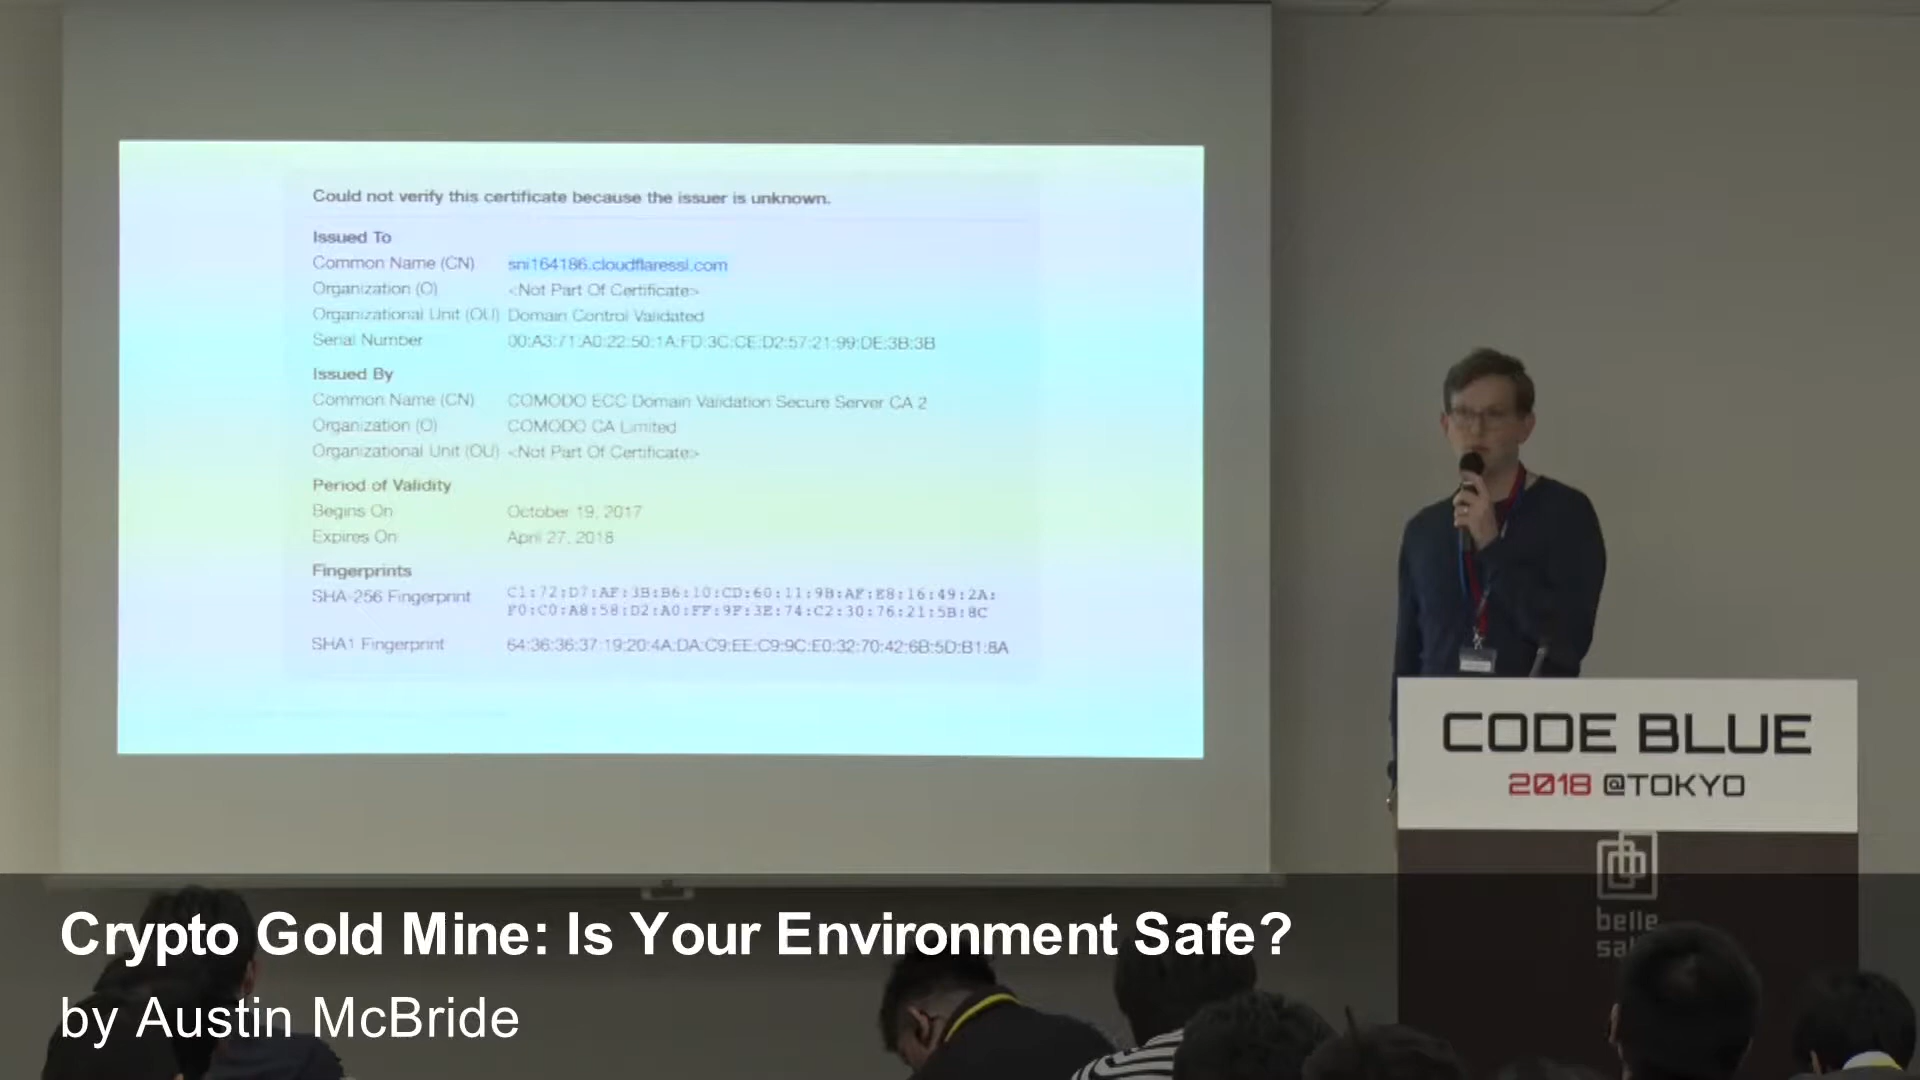 Could not verify this certificate because the issuer is unknown.
Issued To
Common Name (CN) sni164186.cloudflaressl.com
Organization (O) <Not Part Of Certificate>
Organizational Unit (OU) Domain Control Validated
Serial Number 00:A3:71:A0:22:50:1A:FD:3C:CE:D2:57:21:99:DE:3B:3B
Issued By
Common Name (CN) COMODO ECC Domain Validation Secure Server CA 2
Organization (O) COMODO CA Limited
Organizational Unit (OU) <Not Part Of Certificate>
Period of Validity
Begins On October 19, 2017
Expires On April 27, 2018
Fingerprints
SHA-256 Fingerprint C1:72:D7:AF:3B:B6:10:CD:60:11:9B:AF:E8:16:49:2A:
F0:C0:A8:58:D2:A0:FF:9F:3E:74:C2:30:76:21:5B:8C
SHA1 Fingerprint 64:36:36:37:19:20:4A:DA:C9:EE:C9:9C:E0:32:70:42:6B:5D:B1:8A
CODE BLUE
2018 @TOKYO
belle
Crypto Gold Mine: Is Your Environment Safe?
by Austin McBride